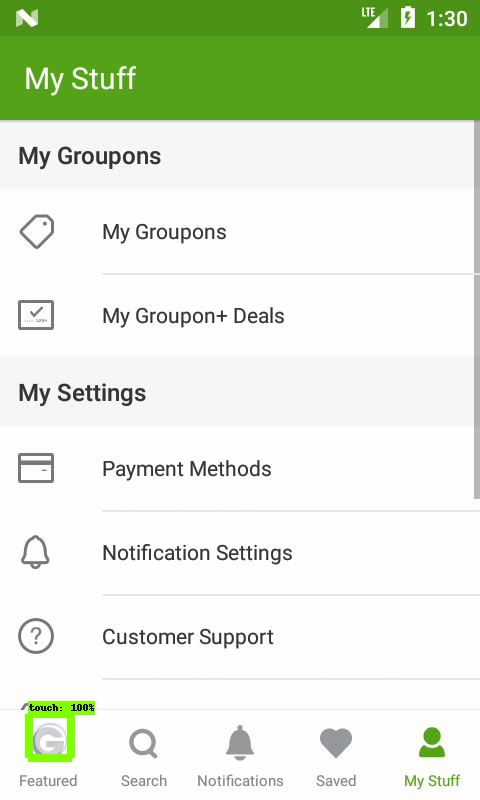 LTE 1:30
My Stuff
My Groupons
My Groupons
My Groupon+ Deals
My Settings
Payment Methods
Notification Settings
Customer Support
touch: 100%
Featured
Search
Notifications
Saved
My Stuff